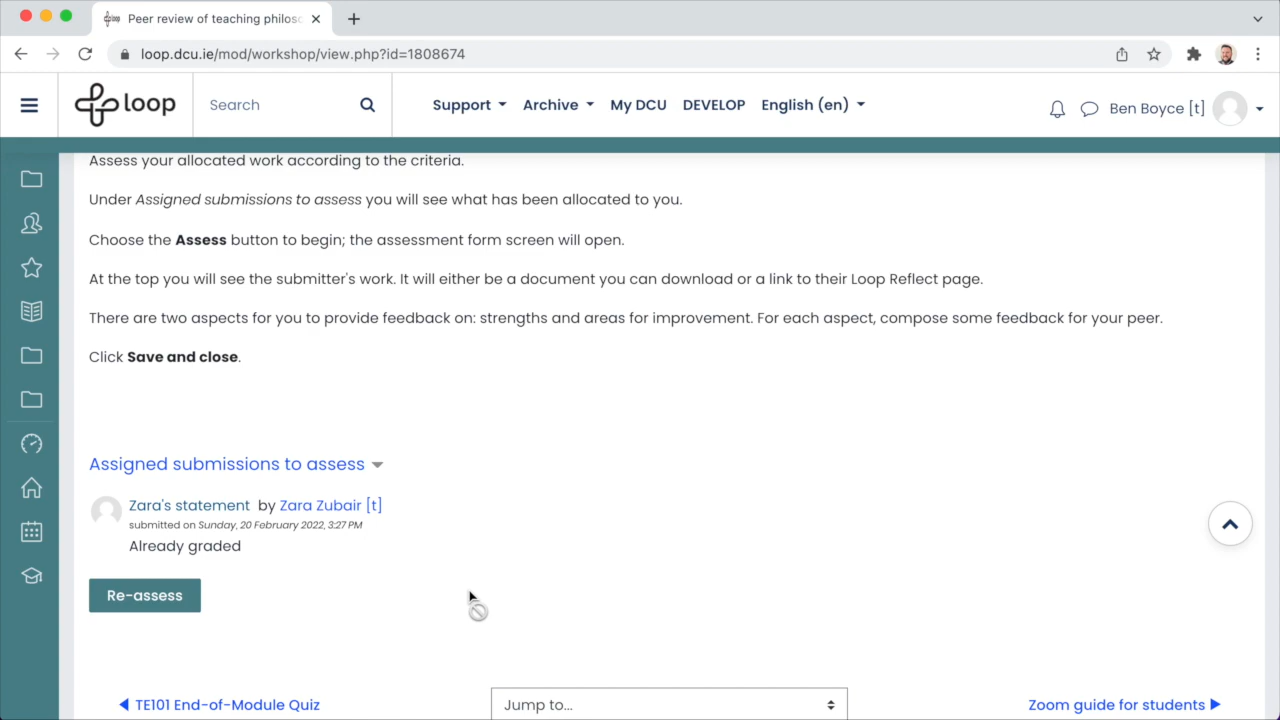 Peer review of teaching philoso
loop.dcu.ie/mod/workshop/view.php?id=1808674
loop
Search
Support
Archive
My DCU
DEVELOP
English (en)
Ben Boyce [t]
Assess your allocated work according to the criteria.
Under Assigned submissions to assess you will see what has been allocated to you.
Choose the Assess button to begin; the assessment form screen will open.
At the top you will see the submitter's work. It will either be a document you can download or a link to their Loop Reflect page.
There are two aspects for you to provide feedback on: strengths and areas for improvement. For each aspect, compose some feedback for your peer.
Click Save and close.
Assigned submissions to assess
Zara's statement by Zara Zubair [t]
submitted on Sunday, 20 February 2022, 3:27 PM
Already graded
Re-assess
TE101 End-of-Module Quiz
Jump to...
Zoom guide for students